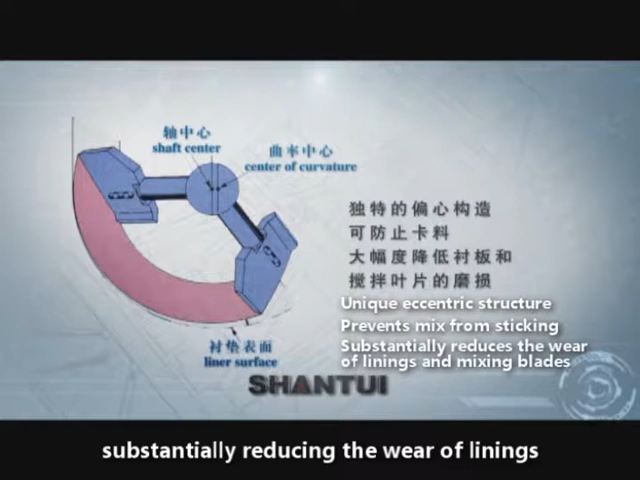 轴中心
shaft center
曲率中心
center of curvature
独特的偏心构造
可防止卡料
大幅度降低衬板和
搅拌叶片的磨损
Unique eccentric structure
Prevents mix from sticking
Substantially reduces the wear
of linings and mixing blades
衬垫表面
liner surface
SHANTUI
substantially reducing the wear of linings